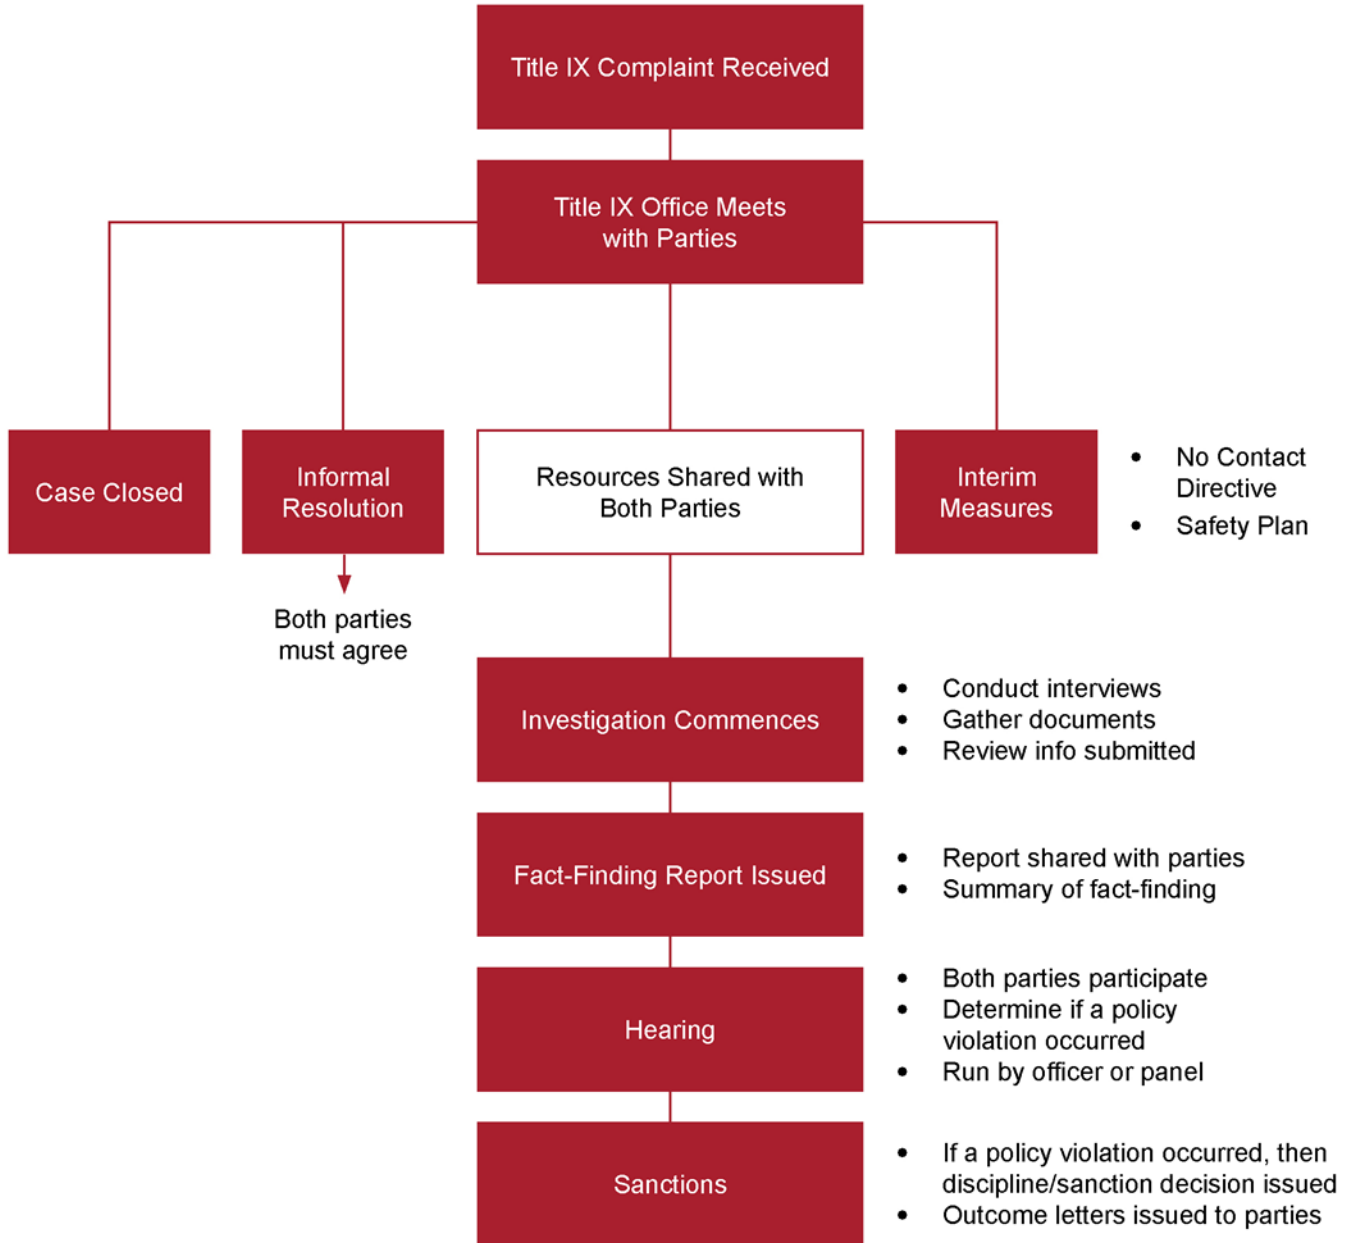 Title IX Complaint Received
Title IX Office Meets
with Parties
Case Closed
Informal
Resolution
Both parties
must agree
Resources Shared with
Both Parties
Interim
Measures
• No Contact
Directive
• Safety Plan
Investigation Commences
• Conduct interviews
• Gather documents
• Review info submitted
Fact-Finding Report Issued
• Report shared with parties
• Summary of fact-finding
Hearing
• Both parties participate
• Determine if a policy
violation occurred
• Run by officer or panel
Sanctions
• If a policy violation occurred, then
discipline/sanction decision issued
• Outcome letters issued to parties